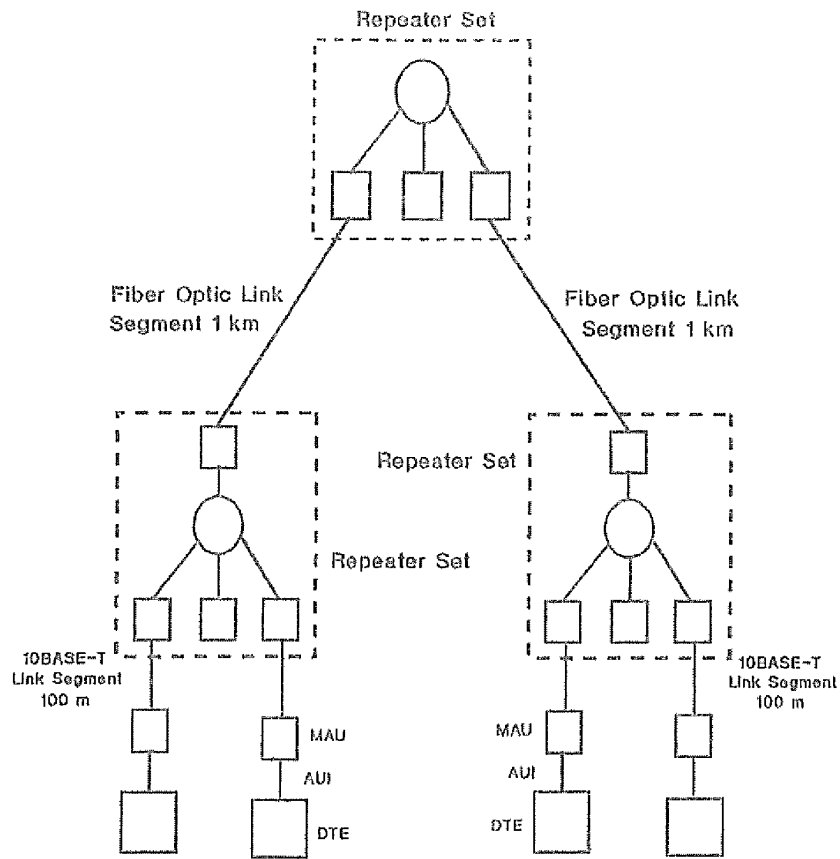 Repeater Set
Fiber Optic Link
Segment 1 km
Fiber Optic Link
Segment 1 km
Repeater Set
Repeater Set
10BASE-T
Link Segment
100 m
10BASE-T
Link Segment
100 m
MAU
AUI
DTE
MAU
AUI
DTE